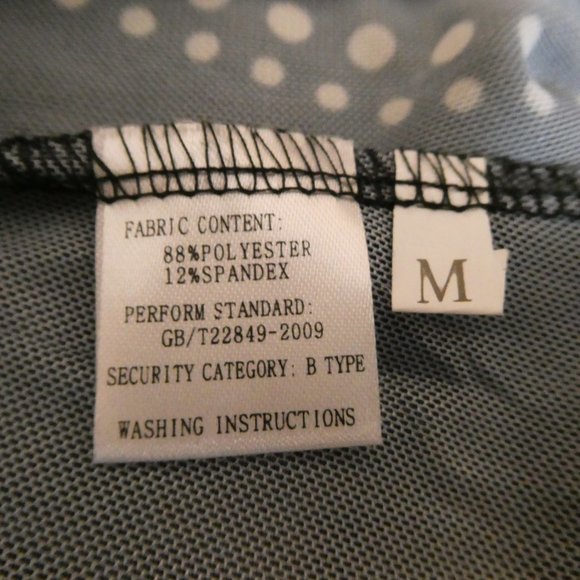 FABRIC CONTENT:
88%POLYESTER
12%SPANDEX
PERFORM STANDARD:
GB/T22849-2009
SECURITY CATEGORY: B TYPE
WASHING INSTRUCTIONS
M